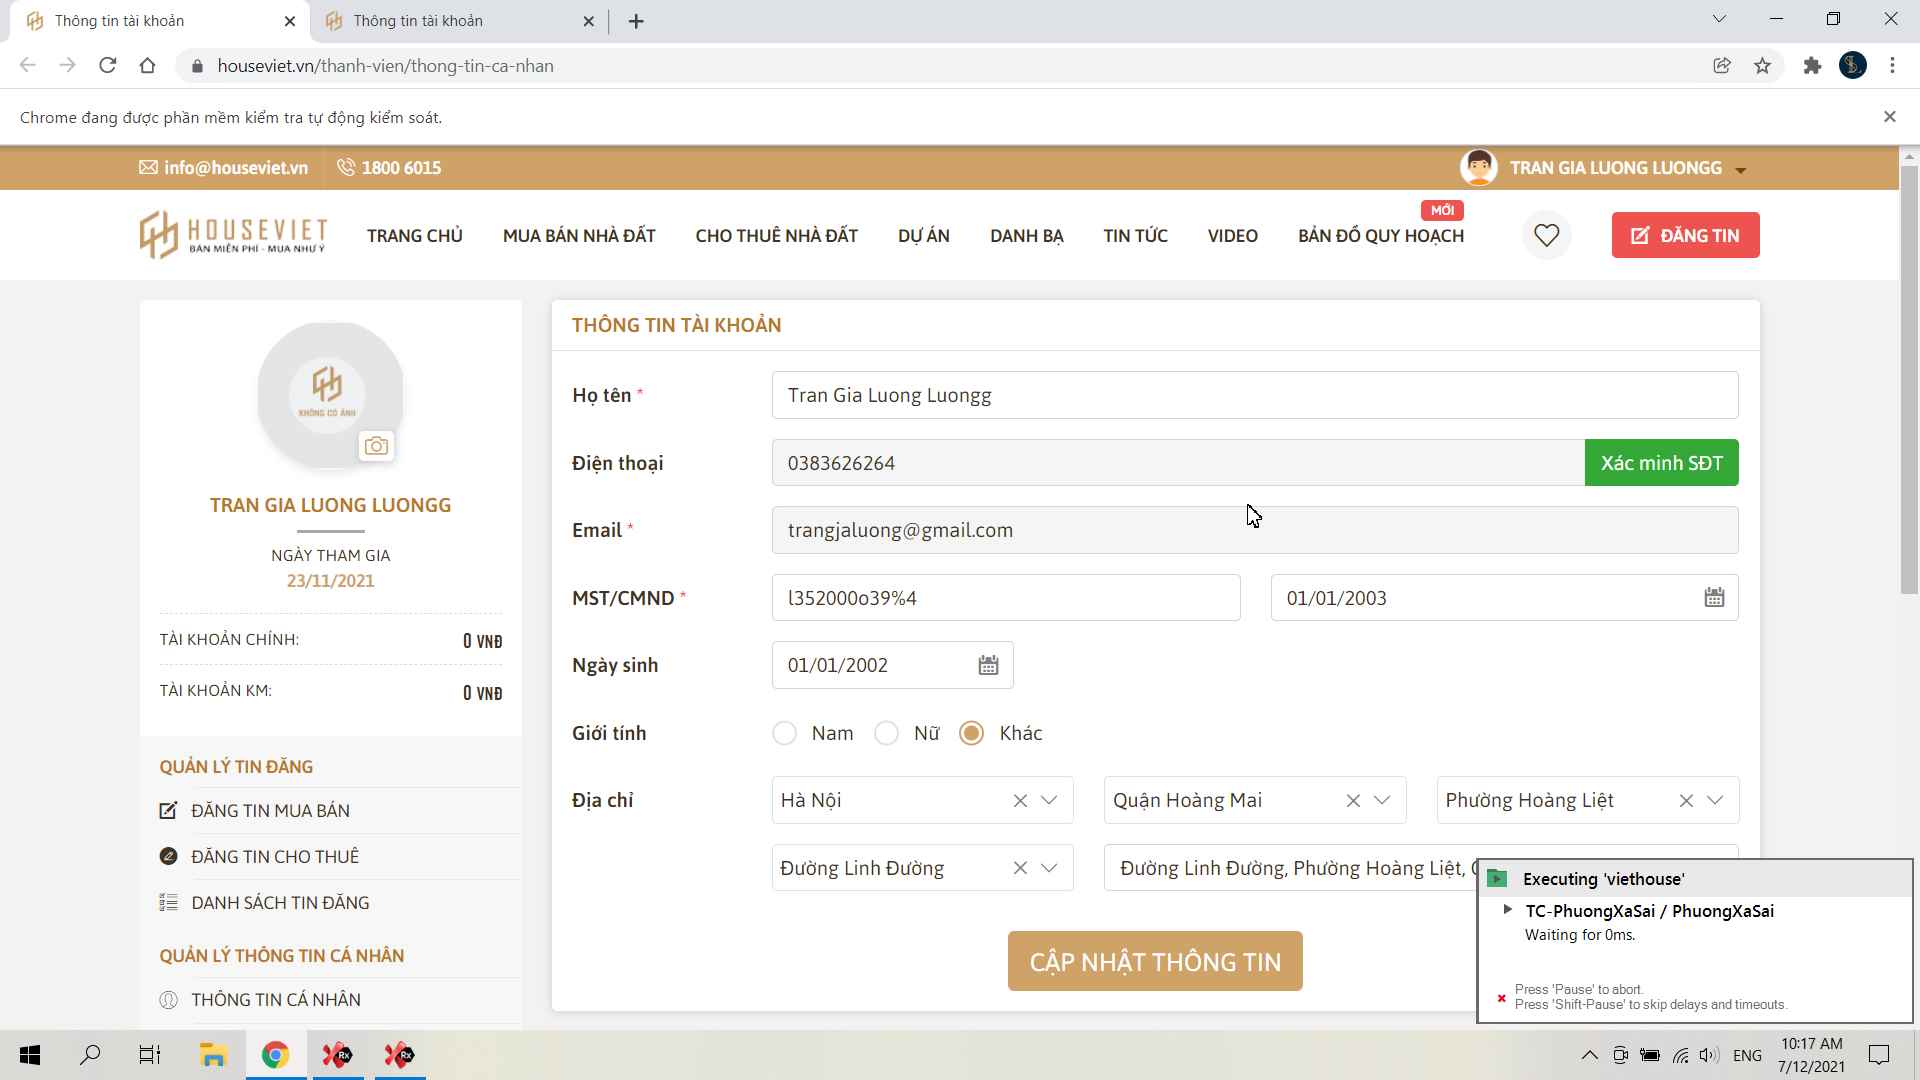 Thông tin tài khoản
Thông tin tài khoản
houseviet.vn/thanh-vien/thong-tin-ca-nhan
Chrome đang được phần mềm kiểm tra tự động kiểm soát.
info@houseviet.vn
1800 6015
TRAN GIA LUONG LUONGG
HOUSEVIET
BÁN MIỄN PHÍ - MUA NHƯ Ý
TRANG CHỦ
MUA BÁN NHÀ ĐẤT
CHO THUÊ NHÀ ĐẤT
DỰ ÁN
DANH BẠ
TIN TỨC
VIDEO
MỚI
BẢN ĐỒ QUY HOẠCH
ĐĂNG TIN
KHÔNG CÓ ẢNH
TRAN GIA LUONG LUONGG
NGÀY THAM GIA
23/11/2021
TÀI KHOẢN CHÍNH: 0 VNĐ
TÀI KHOẢN KM: 0 VNĐ
QUẢN LÝ TIN ĐĂNG
ĐĂNG TIN MUA BÁN
ĐĂNG TIN CHO THUÊ
DANH SÁCH TIN ĐĂNG
QUẢN LÝ THÔNG TIN CÁ NHÂN
THÔNG TIN CÁ NHÂN
THÔNG TIN TÀI KHOẢN
Họ tên * Tran Gia Luong Luongg
Điện thoại 0383626264 Xác minh SĐT
Email * trangjaluong@gmail.com
MST/CMND * l352000o39%4 01/01/2003
Ngày sinh 01/01/2002
Giới tính Nam Nữ Khác
Địa chỉ Hà Nội Quận Hoàng Mai Phường Hoàng Liệt
Đường Linh Đường Đường Linh Đường, Phường Hoàng Liệt,
CẬP NHẬT THÔNG TIN
Executing 'viethouse'
TC-PhuongXaSai / PhuongXaSai
Waiting for 0ms.
Press 'Pause' to abort.
Press 'Shift-Pause' to skip delays and timeouts.
Rx
Rx
ENG
10:17 AM
7/12/2021